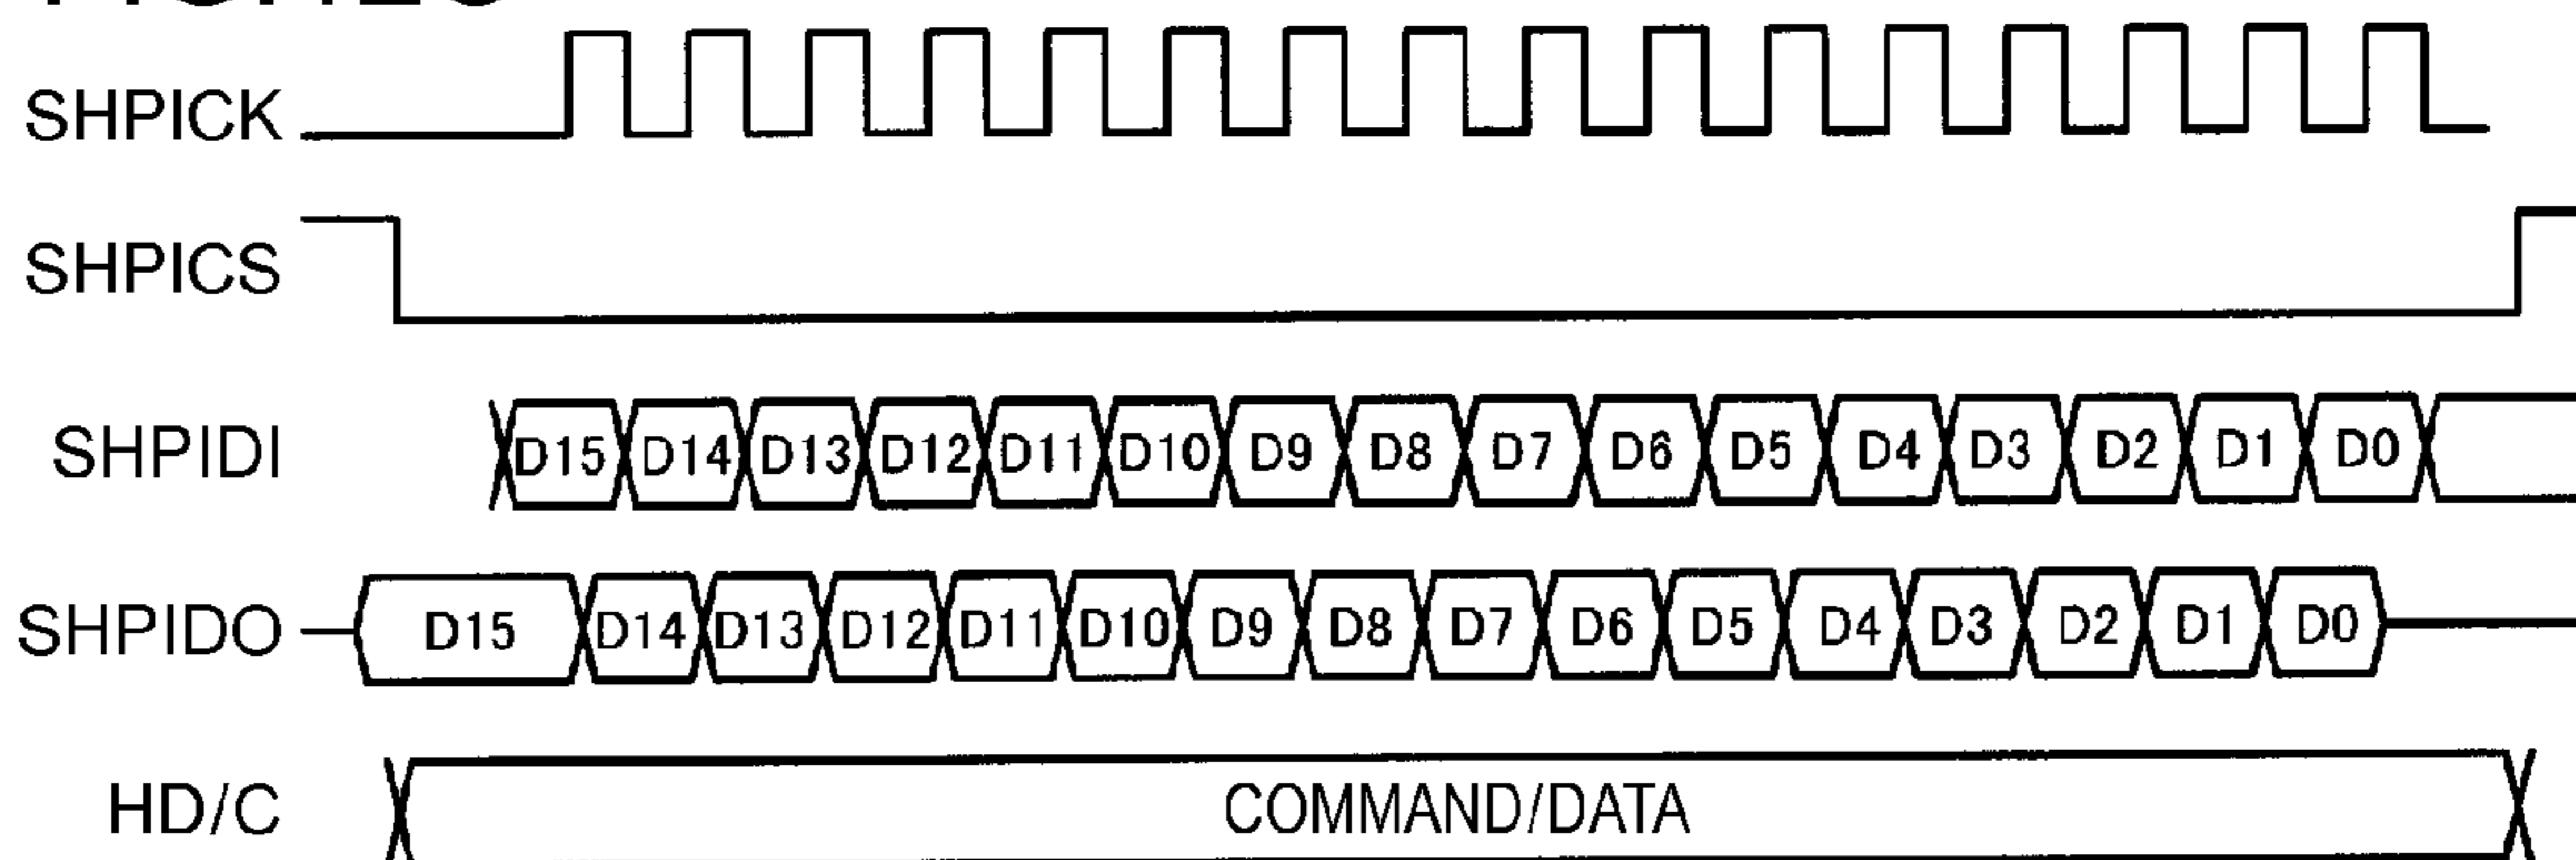 SHPICK
SHPICS
SHPIDI D15 D14 D13 D12 D11 D10 D9 D8 D7 D6 D5 D4 D3 D2 D1 D0
SHPIDO D15 D14 D13 D12 D11 D10 D9 D8 D7 D6 D5 D4 D3 D2 D1 D0
HD/C COMMAND/DATA